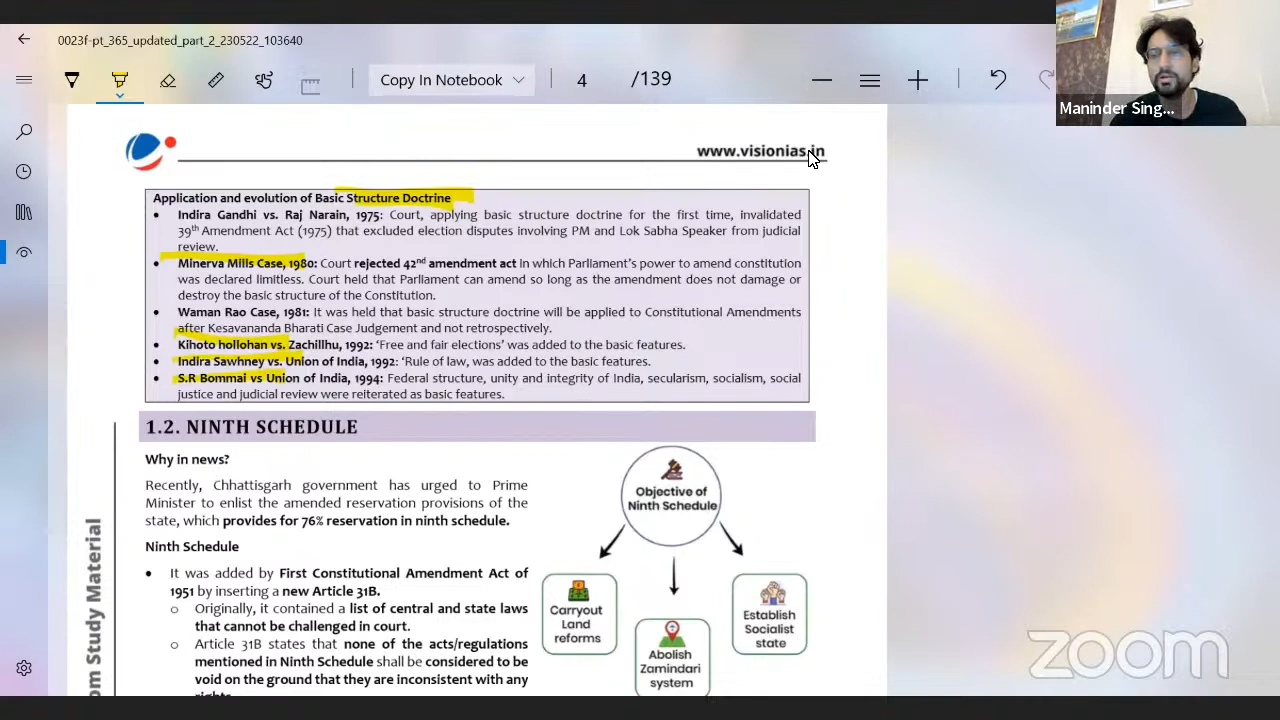 0023f-pt_365_updated_part_2_230522_103640
Copy In Notebook
4 /139
Maninder Sing...
www.visionias.in
Application and evolution of Basic Structure Doctrine
• Indira Gandhi vs. Raj Narain, 1975: Court, applying basic structure doctrine for the first time, invalidated
39th Amendment Act (1975) that excluded election disputes involving PM and Lok Sabha Speaker from judicial
review.
• Minerva Mills Case, 1980: Court rejected 42nd amendment act in which Parliament's power to amend constitution
was declared limitless. Court held that Parliament can amend so long as the amendment does not damage or
destroy the basic structure of the Constitution.
• Waman Rao Case, 1981: It was held that basic structure doctrine will be applied to Constitutional Amendments
after Kesavananda Bharati Case Judgement and not retrospectively.
• Kihoto hollohan vs. Zachillhu, 1992: 'Free and fair elections' was added to the basic features.
• Indira Sawhney vs. Union of India, 1992: 'Rule of law, was added to the basic features.
• S.R Bommai vs Union of India, 1994: Federal structure, unity and integrity of India, secularism, socialism, social
justice and judicial review were reiterated as basic features.
1.2. NINTH SCHEDULE
Why in news?
Recently, Chhattisgarh government has urged to Prime
Minister to enlist the amended reservation provisions of the
state, which provides for 76% reservation in ninth schedule.
Ninth Schedule
• It was added by First Constitutional Amendment Act of
1951 by inserting a new Article 31B.
o Originally, it contained a list of central and state laws
that cannot be challenged in court.
o Article 31B states that none of the acts/regulations
mentioned in Ninth Schedule shall be considered to be
void on the ground that they are inconsistent with any
Objective of
Ninth Schedule
Carryout
Land
reforms
Abolish
Zamindari
system
Establish
Socialist
state
om Study Material
zoom